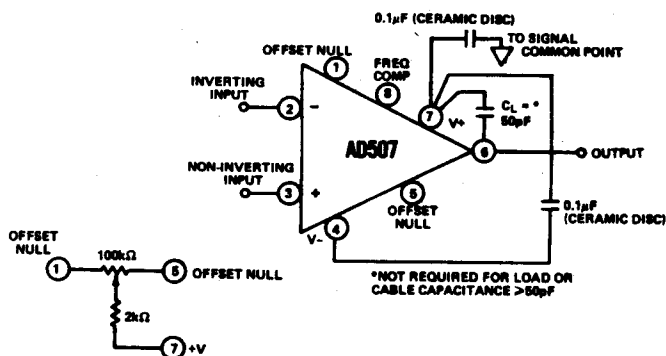 0.1μF (CERAMIC DISC)
TO SIGNAL
COMMON POINT
OFFSET NULL
1
FREQ
COMP
8
INVERTING
INPUT
2
−
7
V+
CL = *
50pF
AD507
6
OUTPUT
NON-INVERTING
INPUT
3
+
5
OFFSET
NULL
0.1μF
(CERAMIC DISC)
4
V−
*NOT REQUIRED FOR LOAD OR
CABLE CAPACITANCE >50pF
OFFSET
NULL
1
100kΩ
5
OFFSET NULL
2kΩ
7
+V